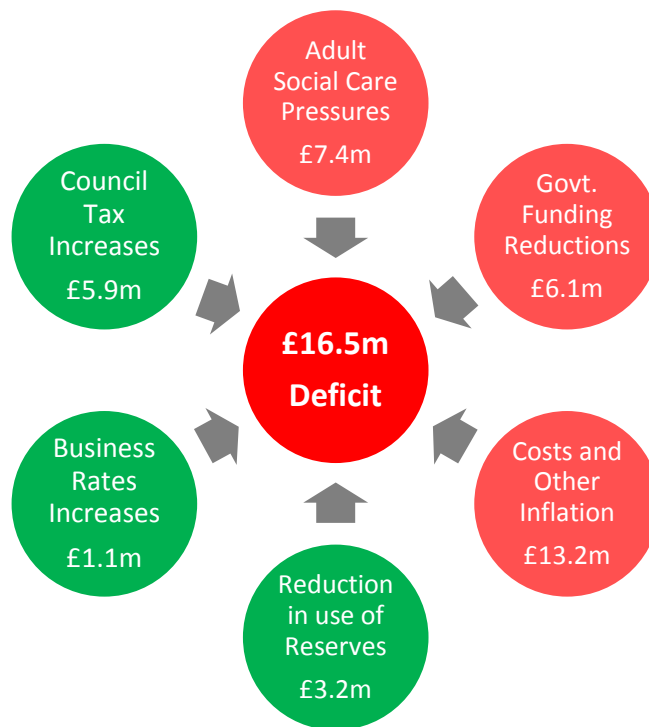 Adult
Social Care
Pressures
£7.4m
Govt.
Funding
Reductions
£6.1m
Costs and
Other
Inflation
£13.2m
Reduction
in use of
Reserves
£3.2m
Business
Rates
Increases
£1.1m
Council
Tax
Increases
£5.9m
£16.5m
Deficit